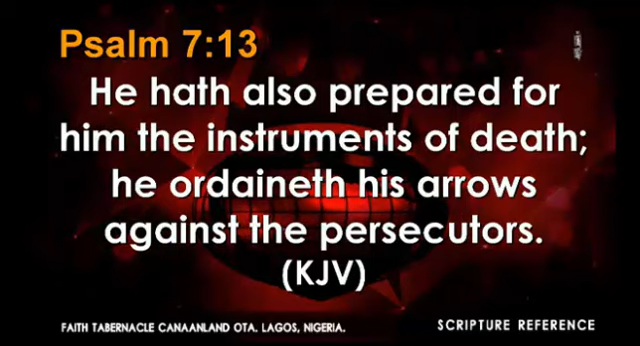 Psalm 7:13
He hath also prepared for
him the instruments of death;
he ordaineth his arrows
against the persecutors.
(KJV)
FAITH TABERNACLE CANAANLAND OTA. LAGOS, NIGERIA.
SCRIPTURE REFERENCE